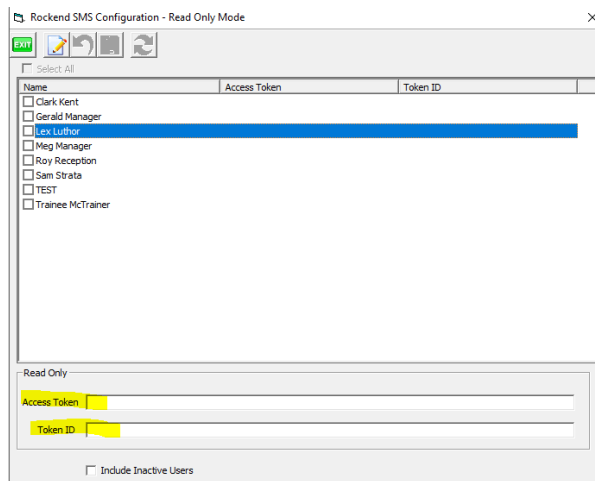 Rockend SMS Configuration - Read Only Mode
EXIT
Select All
Name Access Token Token ID
Clark Kent
Gerald Manager
Lex Luthor
Meg Manager
Roy Reception
Sam Strata
TEST
Trainee McTrainer
Read Only
Access Token
Token ID
Include Inactive Users